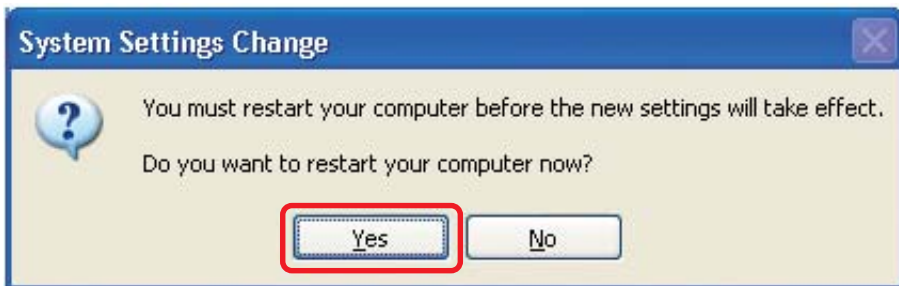 System Settings Change
You must restart your computer before the new settings will take effect.
Do you want to restart your computer now?
Yes
No